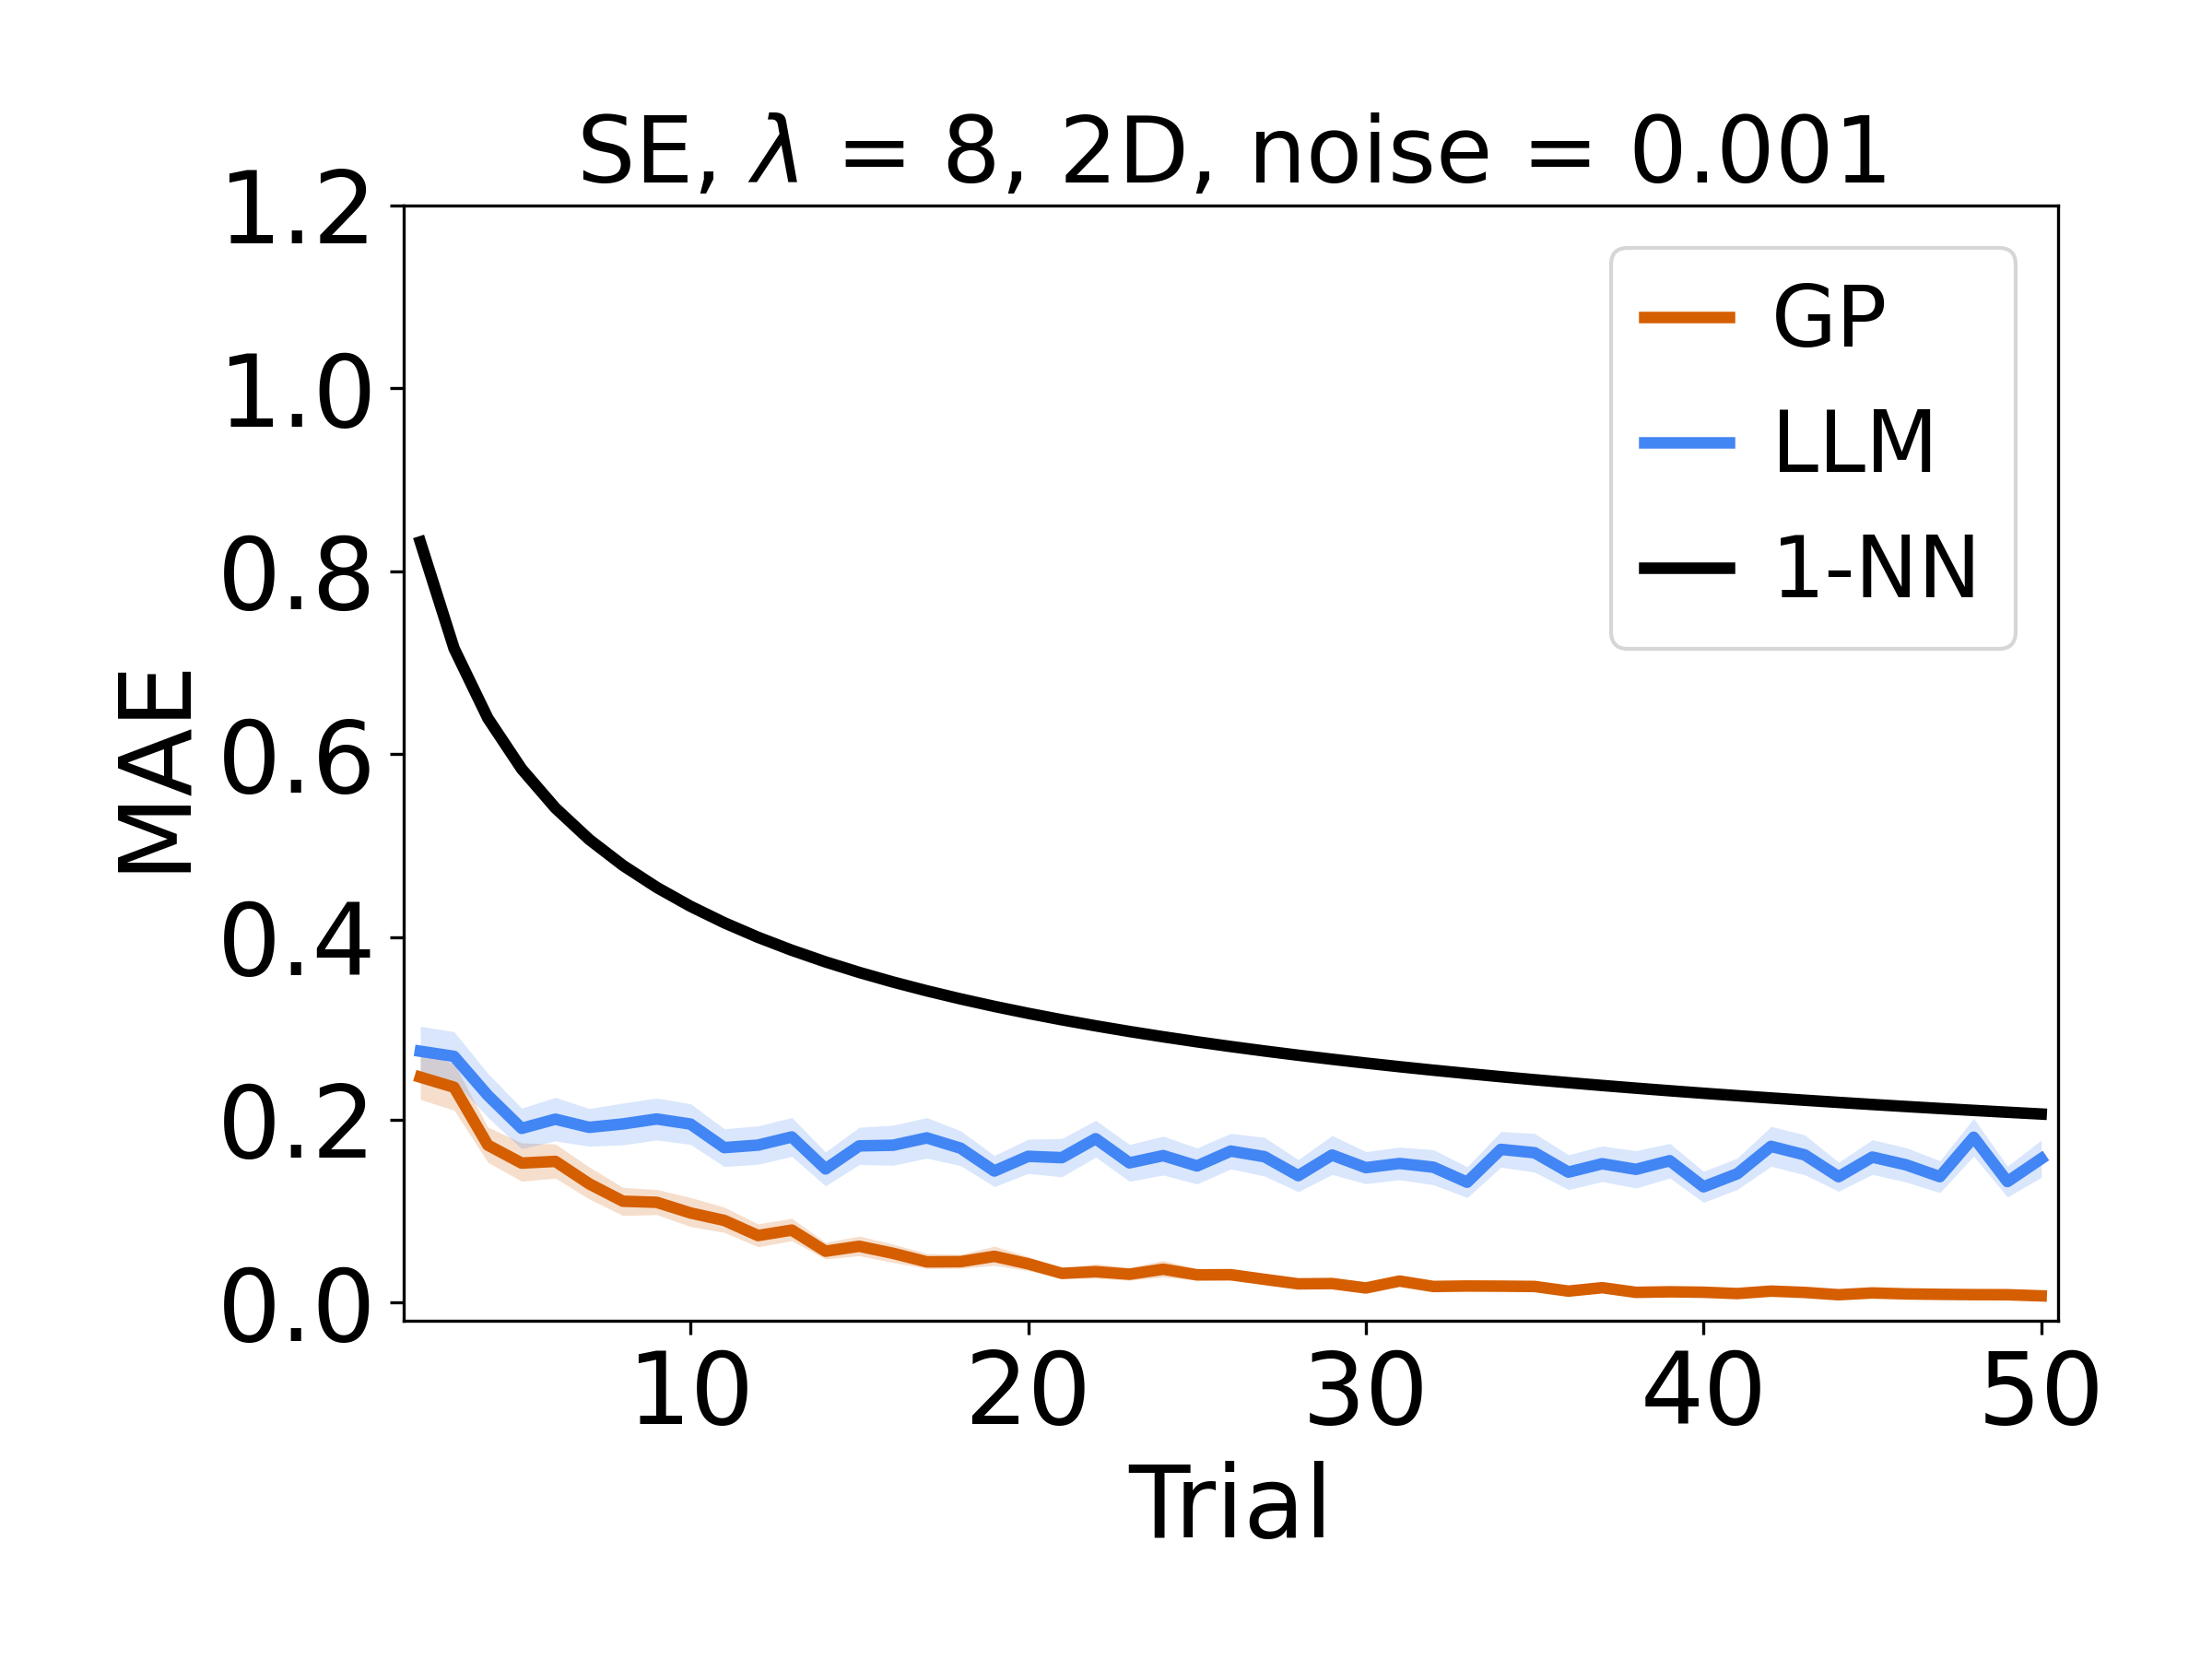 SE, λ = 8, 2D, noise = 0.001
1.2
1.0
0.8
0.6
0.4
0.2
0.0
MAE
GP
LLM
1-NN
10 20 30 40 50
Trial